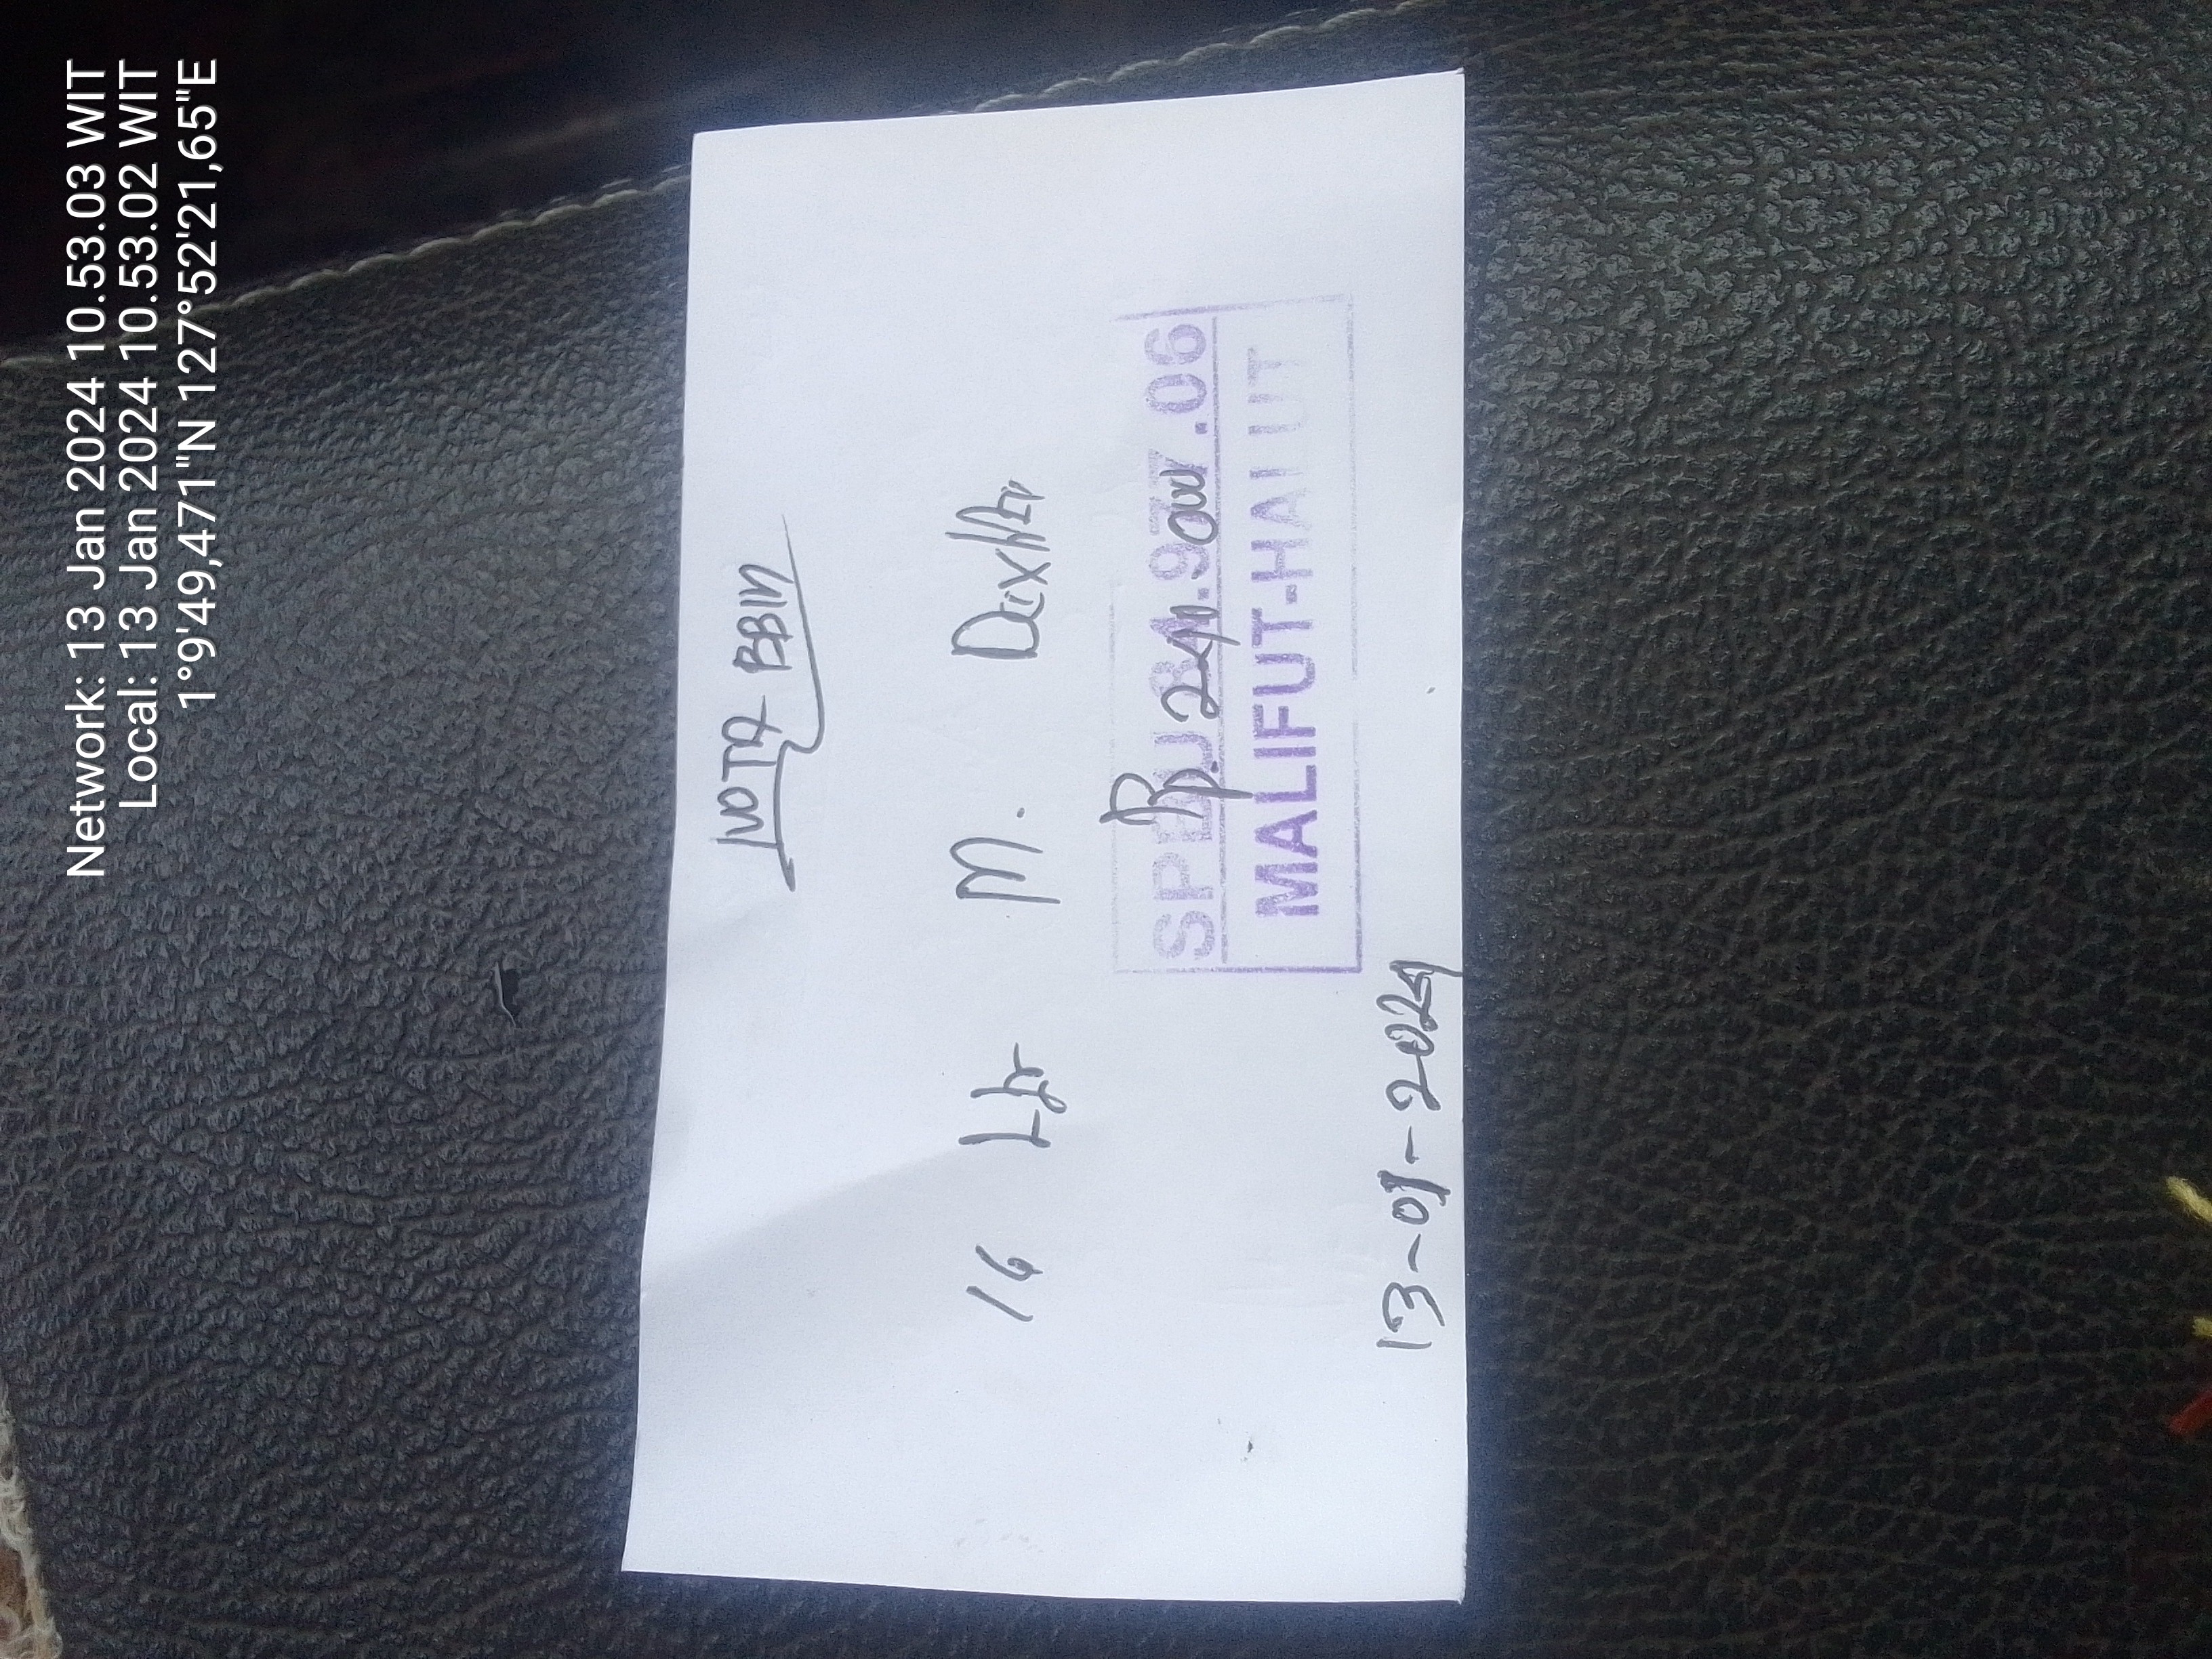 Network: 13 Jan 2024 10.53.03 WIT
Local: 13 Jan 2024 10.53.02 WIT
1°9'49,471"N 127°52'21,65"E
NOTA BBM
16 Ltr M.
Rp.
SPBU 84.977.06
MALIFUT-HALUT
13-01-2024